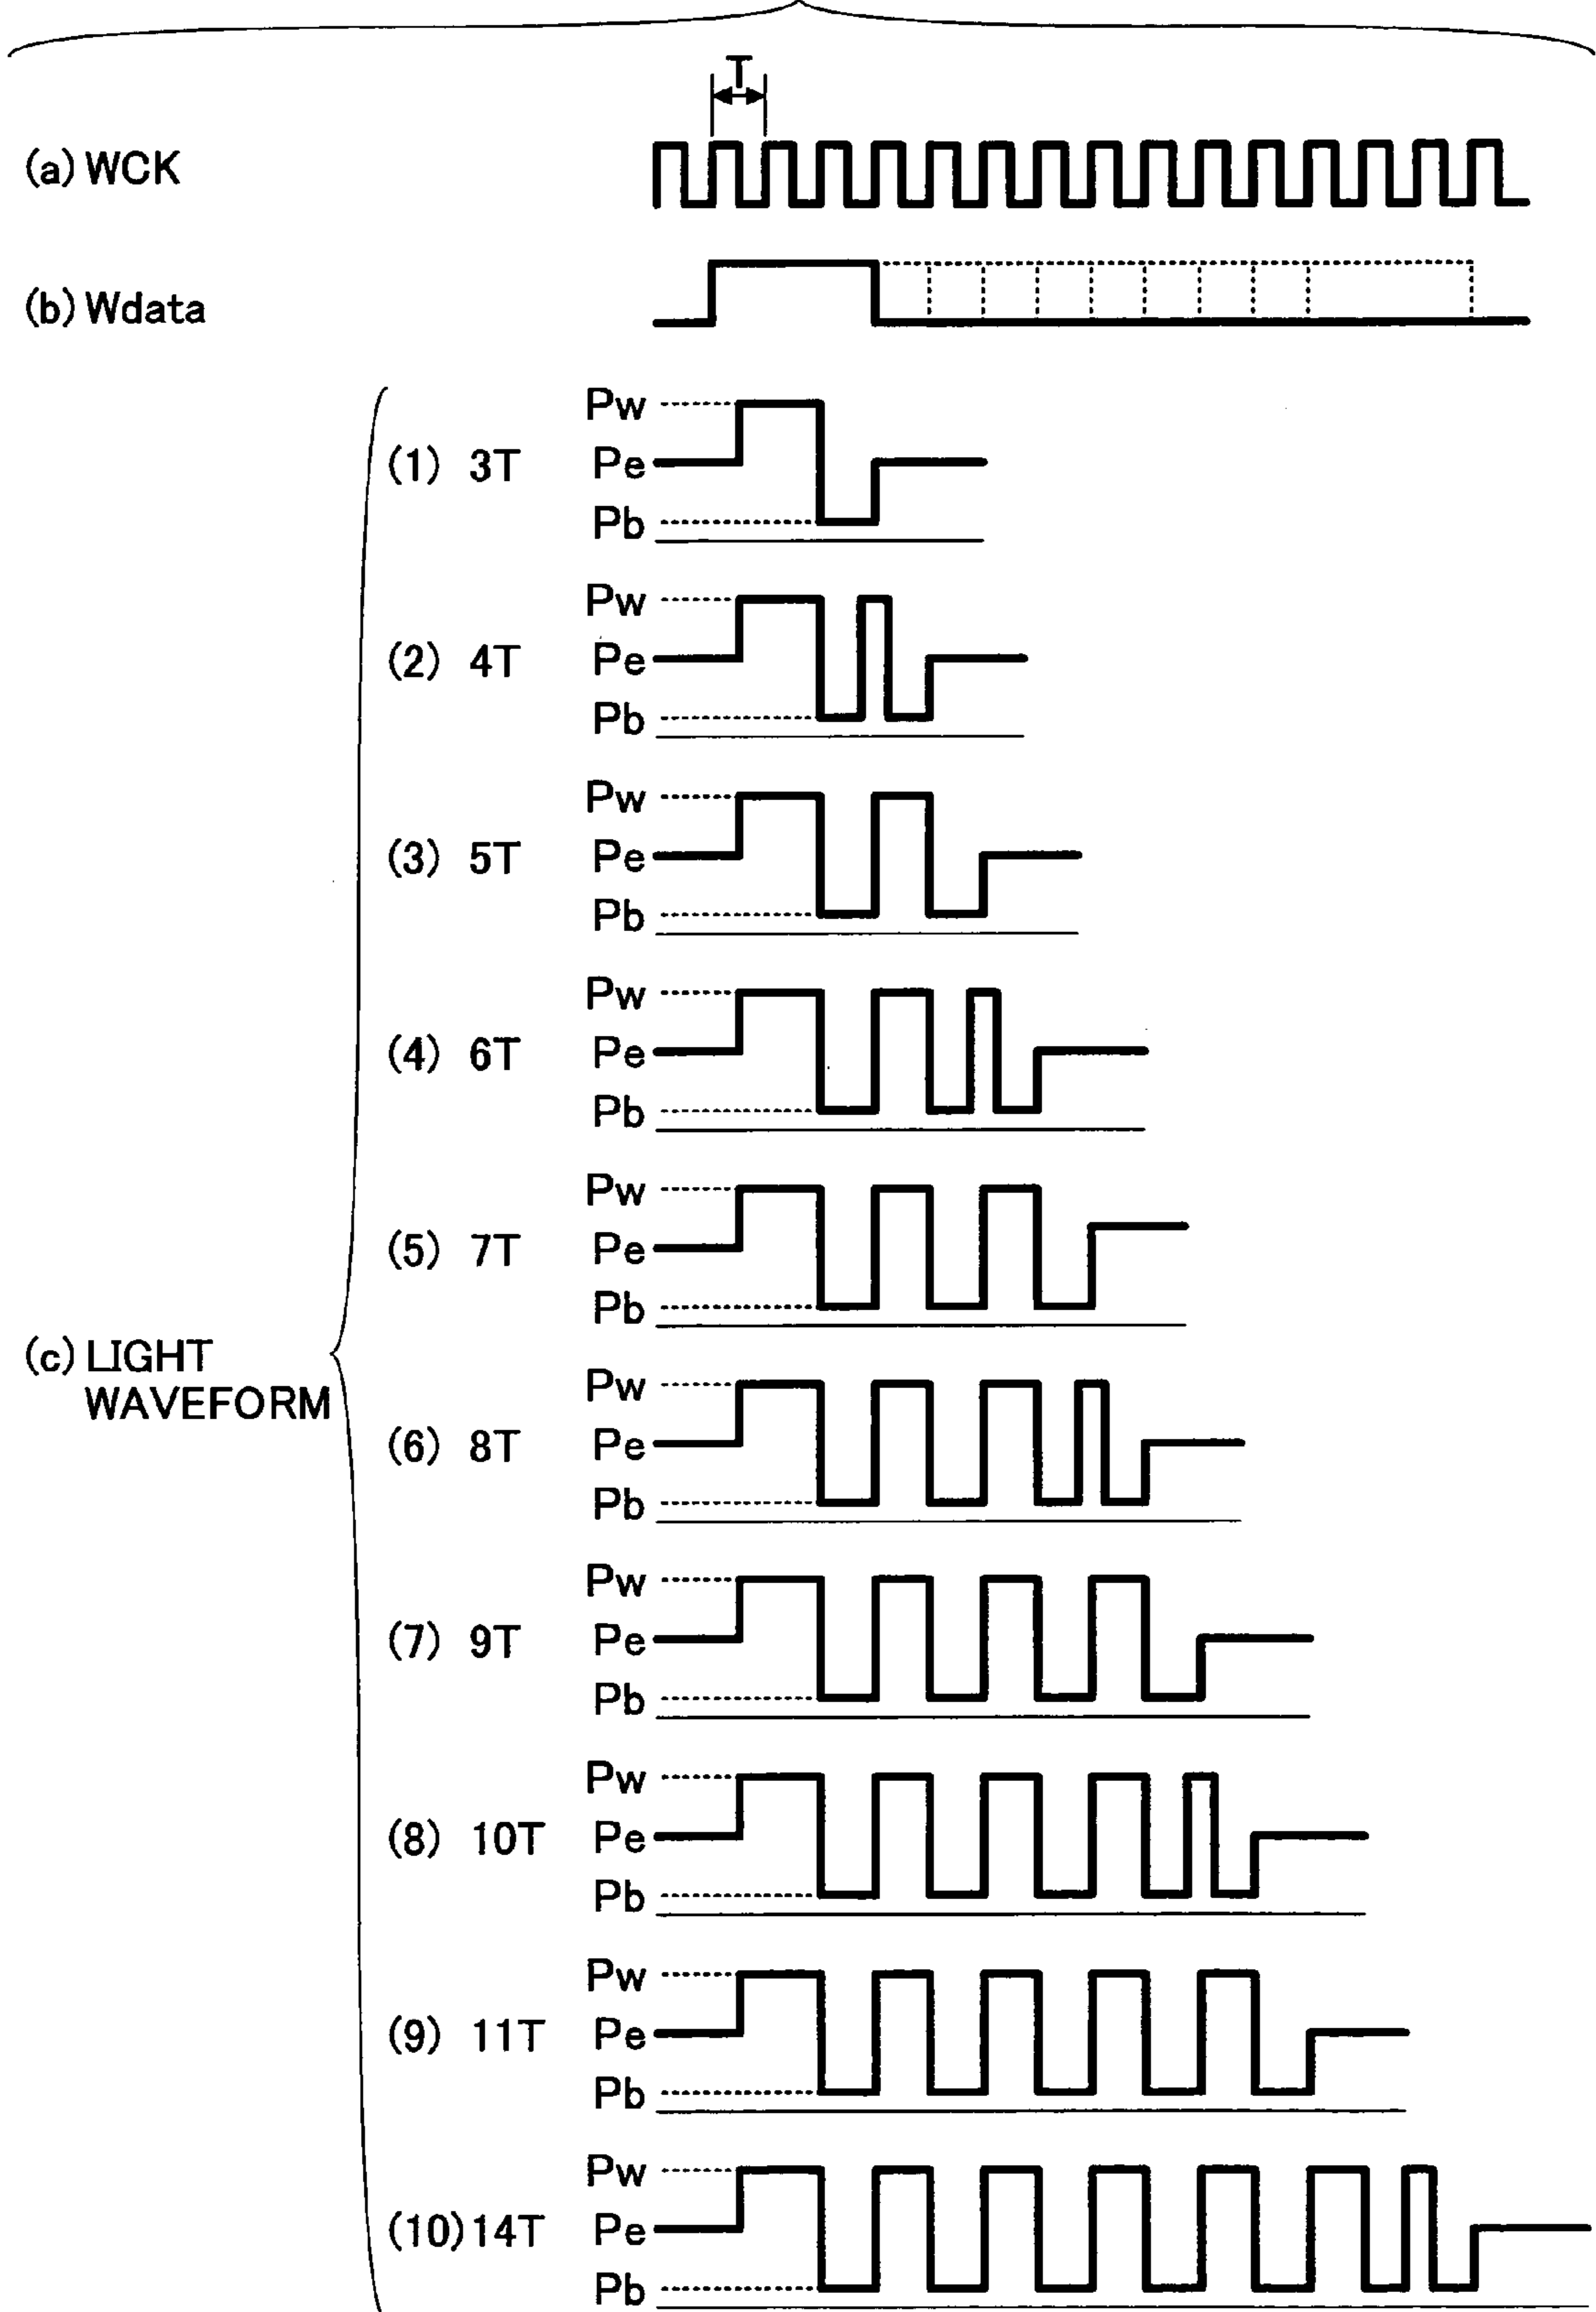 T
(a) WCK
(b) Wdata
Pw
(1) 3T Pe
Pb
Pw
(2) 4T Pe
Pb
Pw
(3) 5T Pe
Pb
Pw
(4) 6T Pe
Pb
Pw
(5) 7T Pe
Pb
(c) LIGHT
WAVEFORM
Pw
(6) 8T Pe
Pb
Pw
(7) 9T Pe
Pb
Pw
(8) 10T Pe
Pb
Pw
(9) 11T Pe
Pb
Pw
(10) 14T Pe
Pb